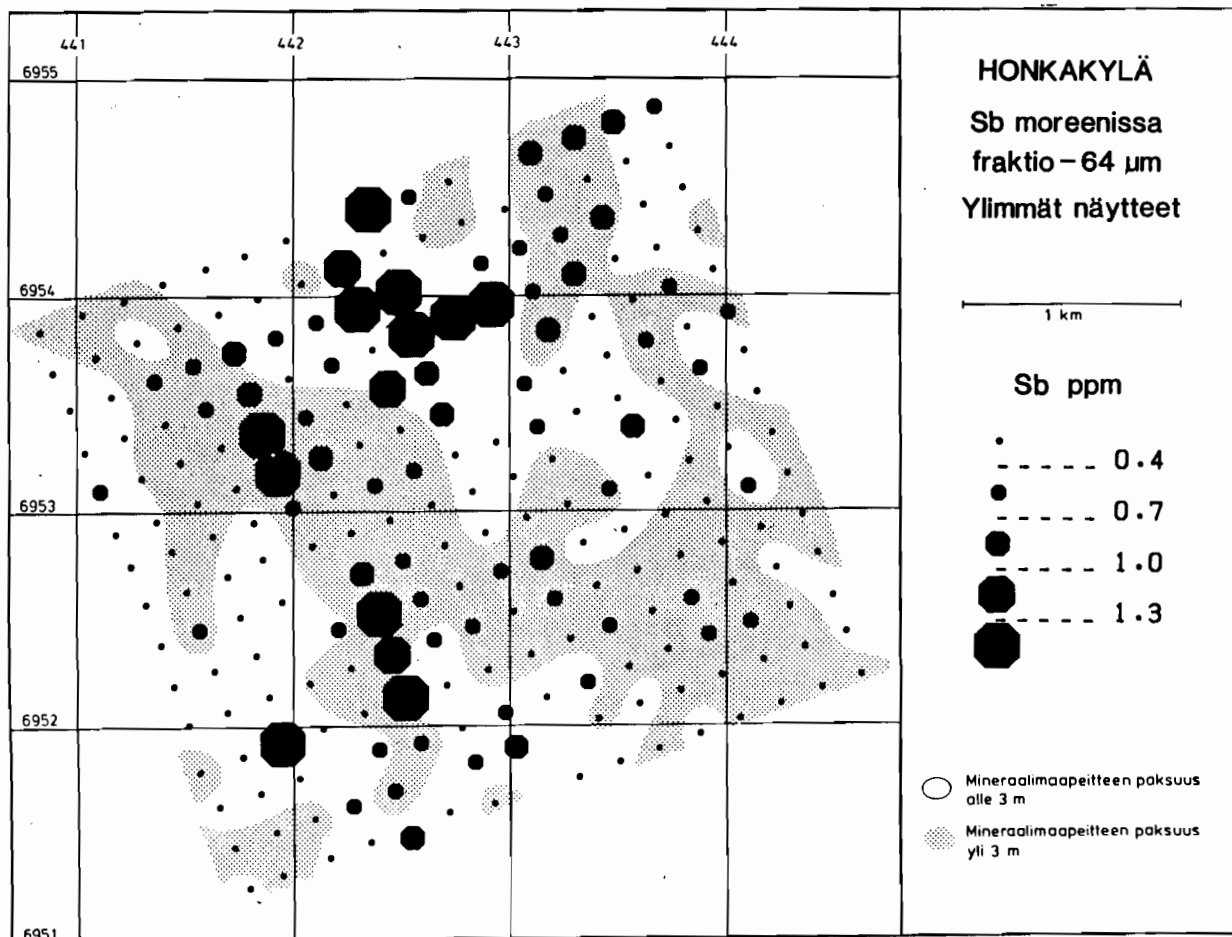 441 442 443 444
6955
6954
6953
6952
6951
HONKAKYLÄ
Sb moreenissa
fraktio – 64 µm
Ylimmät näytteet
1 km
Sb ppm
0.4
0.7
1.0
1.3
Mineraalimaapeitteen paksuus
alle 3 m
Mineraalimaapeitteen paksuus
yli 3 m